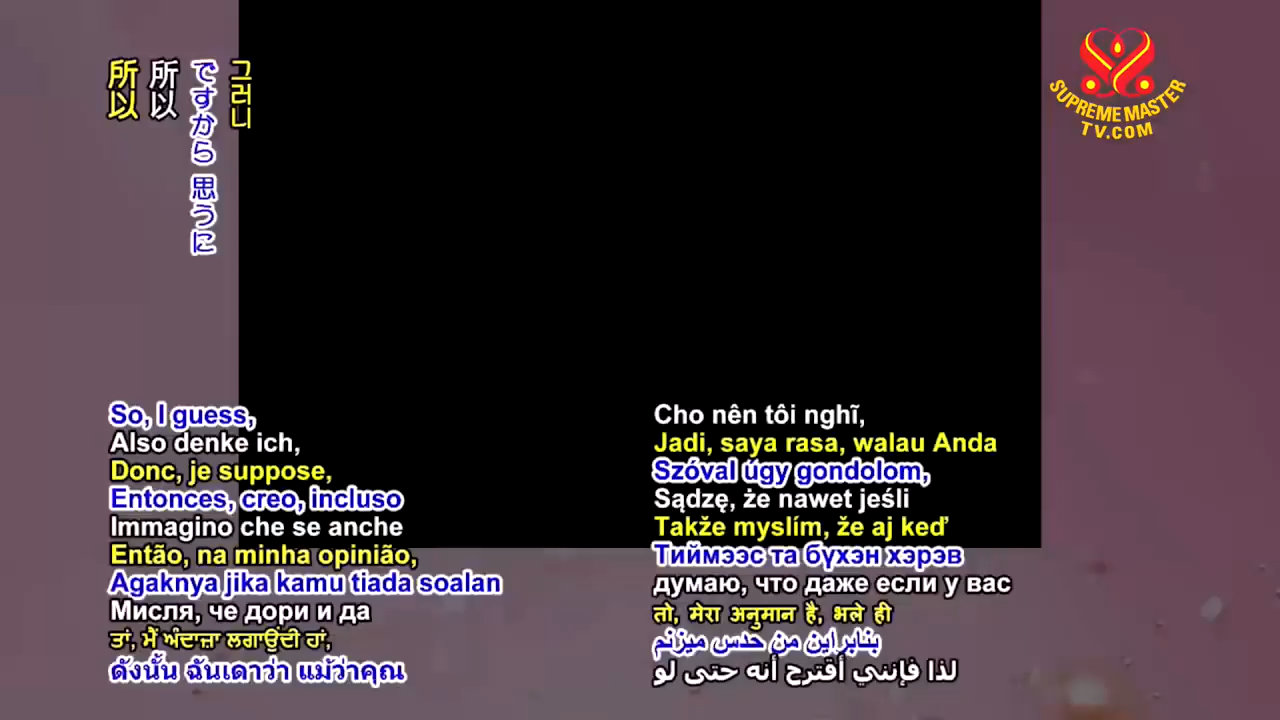 所以
所以
ですから 思うに
그러니
SUPREME MASTER
TV.COM
So, I guess,
Also denke ich,
Donc, je suppose,
Entonces, creo, incluso
Immagino che se anche
Então, na minha opinião,
Agaknya jika kamu tiada soalan
Мисля, че дори и да
ਤਾਂ, ਮੈਂ ਅੰਦਾਜ਼ਾ ਲਗਾਉਂਦੀ ਹਾਂ,
ดังนั้น ฉันเดาว่า แม้ว่าคุณ
Cho nên tôi nghĩ,
Jadi, saya rasa, walau Anda
Szóval úgy gondolom,
Sądzę, że nawet jeśli
Takže myslím, že aj keď
Тиймээс та бүхэн хэрэв
думаю, что даже если у вас
तो, मेरा अनुमान है, भले ही
بنابراین من حدس میزنم
لذا فإنني أقترح أنه حتى لو